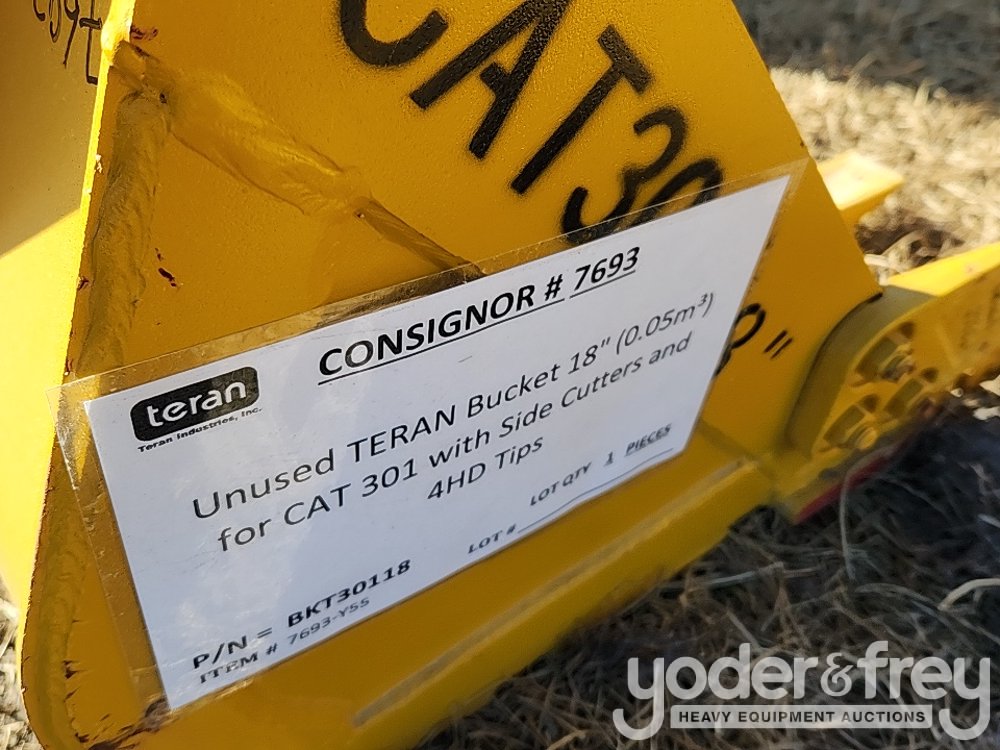 CAT30
CONSIGNOR # 7693
teran
Teran Industries, Inc.
Unused TERAN Bucket 18" (0.05m³)
for CAT 301 with Side Cutters and
4HD Tips
LOT # LOT QTY 1 PIECES
P/N = BKT30118
ITEM # 7693-Y55
yoder&frey
HEAVY EQUIPMENT AUCTIONS